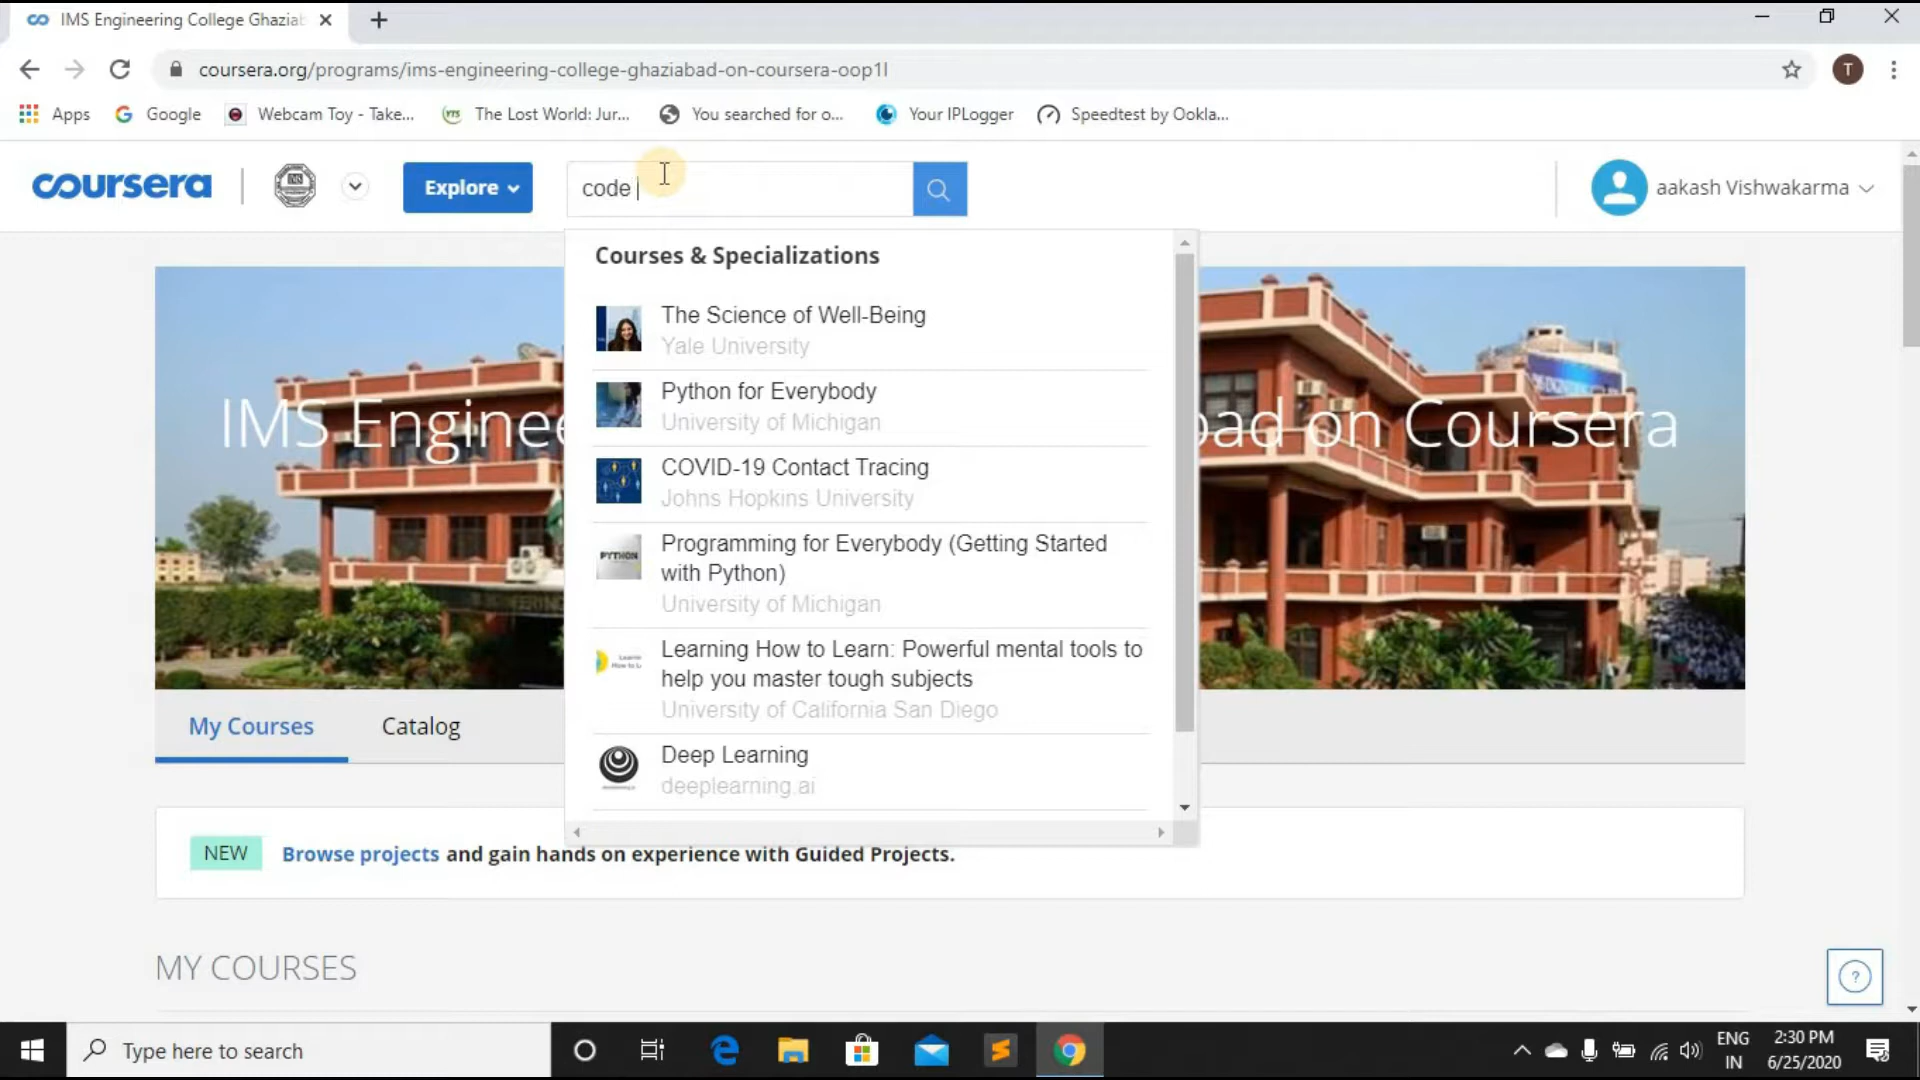 IMS Engineering College Ghaziab
coursera.org/programs/ims-engineering-college-ghaziabad-on-coursera-oop1l
T
Apps Google Webcam Toy - Take... The Lost World: Jur... You searched for o... Your IPLogger Speedtest by Ookla...
coursera
Explore
code
aakash Vishwakarma
Courses & Specializations
The Science of Well-Being
Yale University
Python for Everybody
University of Michigan
IMS Enginee bad on Coursera
COVID-19 Contact Tracing
Johns Hopkins University
PYTHON
Programming for Everybody (Getting Started
with Python)
University of Michigan
Learning How to Learn: Powerful mental tools to
help you master tough subjects
University of California San Diego
My Courses Catalog
Deep Learning
deeplearning.ai
NEW Browse projects and gain hands on experience with Guided Projects.
MY COURSES
?
Type here to search
ENG
IN
2:30 PM
6/25/2020